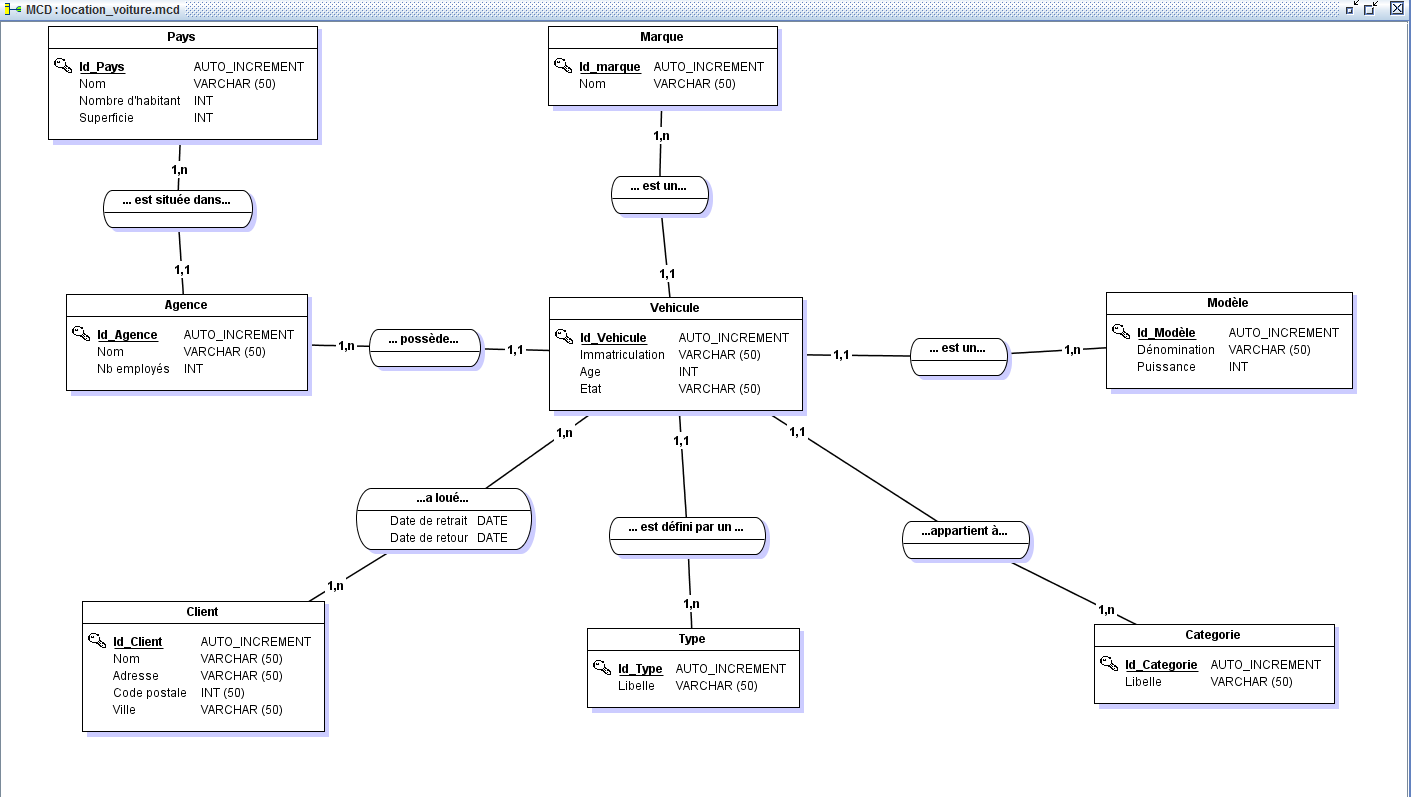 MCD : location_voiture.mcd
Pays
Id_Pays AUTO_INCREMENT
Nom VARCHAR (50)
Nombre d'habitant INT
Superficie INT
Marque
Id_marque AUTO_INCREMENT
Nom VARCHAR (50)
1,n
1,n
... est située dans...
... est un...
1,1
1,1
Agence
Id_Agence AUTO_INCREMENT
Nom VARCHAR (50)
Nb employés INT
1,n
... possède...
1,1
Vehicule
Id_Vehicule AUTO_INCREMENT
Immatriculation VARCHAR (50)
Age INT
Etat VARCHAR (50)
1,1
... est un...
1,n
Modèle
Id_Modèle AUTO_INCREMENT
Dénomination VARCHAR (50)
Puissance INT
1,n
1,1
1,1
...a loué...
Date de retrait DATE
Date de retour DATE
... est défini par un ...
...appartient à...
1,n
1,n
1,n
Client
Id_Client AUTO_INCREMENT
Nom VARCHAR (50)
Adresse VARCHAR (50)
Code postale INT (50)
Ville VARCHAR (50)
Type
Id_Type AUTO_INCREMENT
Libelle VARCHAR (50)
Categorie
Id_Categorie AUTO_INCREMENT
Libelle VARCHAR (50)